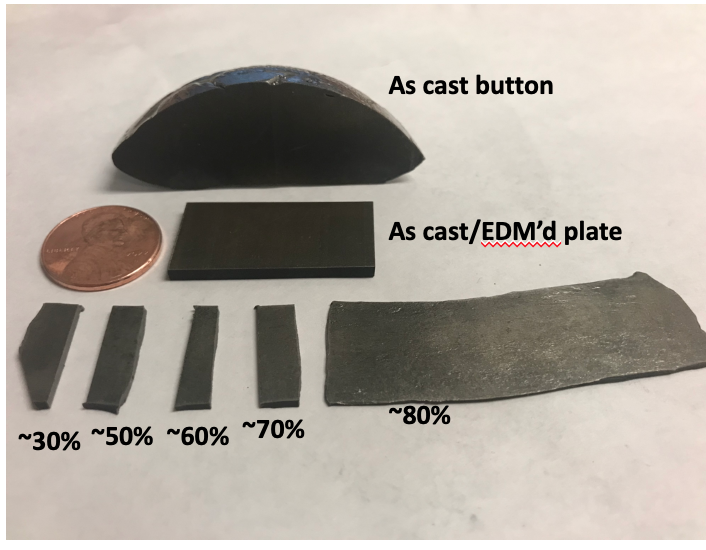 As cast button
As cast/EDM’d plate
~30%
~50%
~60%
~70%
~80%